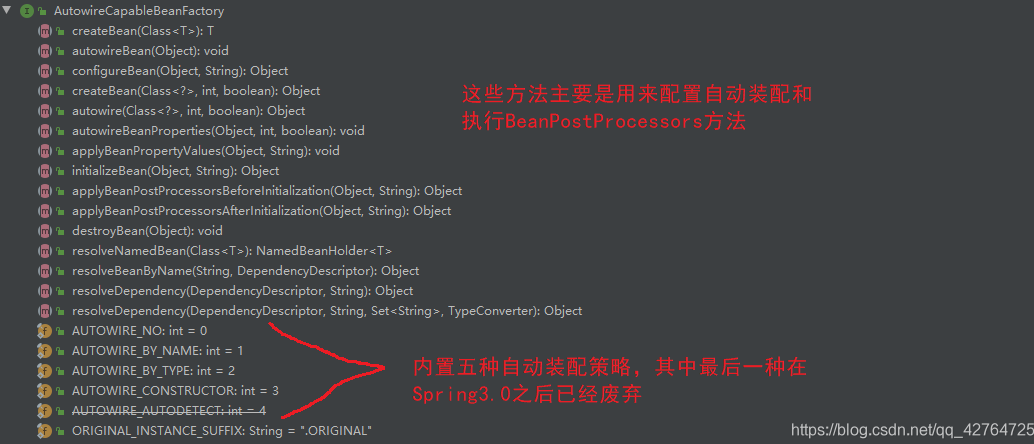 AutowireCapableBeanFactory
createBean(Class<T>): T
autowireBean(Object): void
configureBean(Object, String): Object
createBean(Class<?>, int, boolean): Object
autowire(Class<?>, int, boolean): Object
autowireBeanProperties(Object, int, boolean): void
applyBeanPropertyValues(Object, String): void
initializeBean(Object, String): Object
applyBeanPostProcessorsBeforeInitialization(Object, String): Object
applyBeanPostProcessorsAfterInitialization(Object, String): Object
destroyBean(Object): void
resolveNamedBean(Class<T>): NamedBeanHolder<T>
resolveBeanByName(String, DependencyDescriptor): Object
resolveDependency(DependencyDescriptor, String): Object
resolveDependency(DependencyDescriptor, String, Set<String>, TypeConverter): Object
AUTOWIRE_NO: int = 0
AUTOWIRE_BY_NAME: int = 1
AUTOWIRE_BY_TYPE: int = 2
AUTOWIRE_CONSTRUCTOR: int = 3
AUTOWIRE_AUTODETECT: int = 4
ORIGINAL_INSTANCE_SUFFIX: String = ".ORIGINAL"
这些方法主要是用来配置自动装配和
执行BeanPostProcessors方法
内置五种自动装配策略，其中最后一种在
Spring3.0之后已经废弃
https://blog.csdn.net/qq_42764725